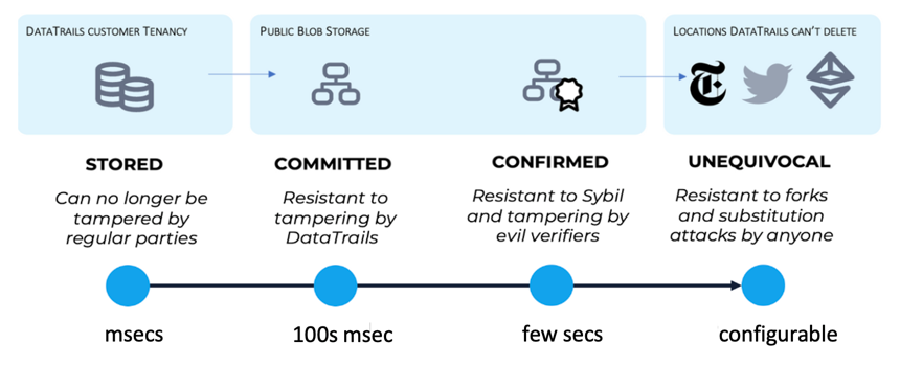 DATATRAILS CUSTOMER TENANCY
PUBLIC BLOB STORAGE
LOCATIONS DATATRAILS CAN'T DELETE
STORED
Can no longer be
tampered by
regular parties
COMMITTED
Resistant to
tampering by
DataTrails
CONFIRMED
Resistant to Sybil
and tampering by
evil verifiers
UNEQUIVOCAL
Resistant to forks
and substitution
attacks by anyone
msecs
100s msec
few secs
configurable